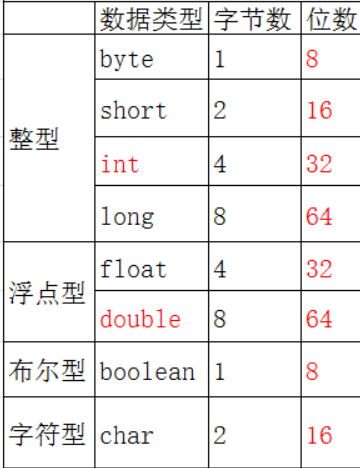 数据类型 字节数 位数
整型
byte 1 8
short 2 16
int 4 32
long 8 64
浮点型
float 4 32
double 8 64
布尔型 boolean 1 8
字符型 char 2 16